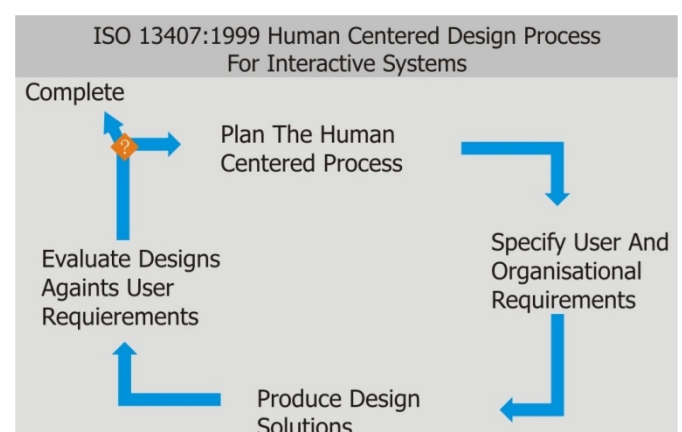 ISO 13407:1999 Human Centered Design Process
For Interactive Systems
Complete
?
Plan The Human
Centered Process
Specify User And
Organisational
Requirements
Evaluate Designs
Againts User
Requierements
Produce Design
Solutions